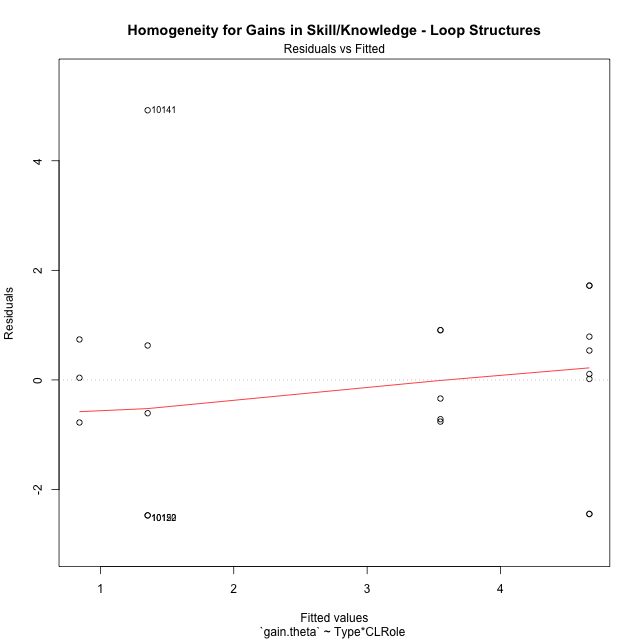 Homogeneity for Gains in Skill/Knowledge - Loop Structures
Residuals vs Fitted
10141
4
2
0
-2
Residuals
1
2
3
4
Fitted values
`gain.theta` ~ Type*CLRole